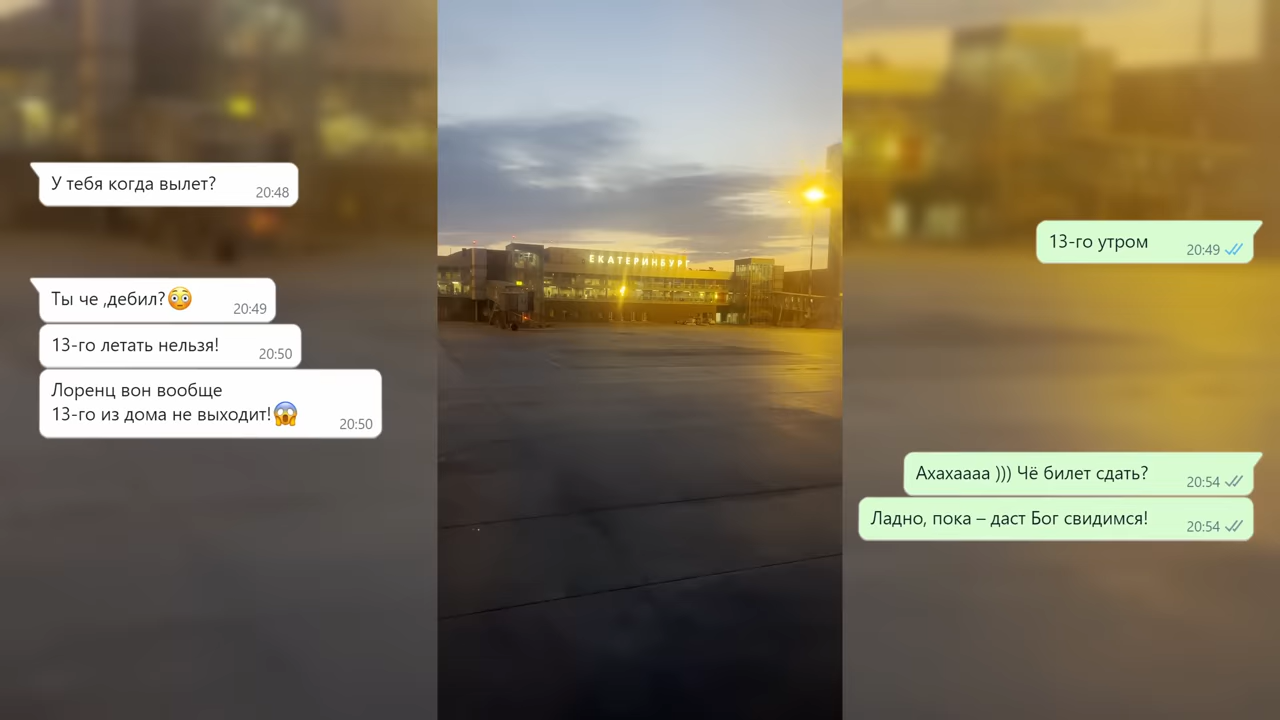 У тебя когда вылет?
20:48
13-го утром
20:49
Ты че ,дебил?😳
20:49
13-го летать нельзя!
20:50
Лоренц вон вообще
13-го из дома не выходит!😱
20:50
Ахахаааа ))) Чё билет сдать?
20:54
Ладно, пока – даст Бог свидимся!
20:54
ЕКАТЕРИНБУРГ